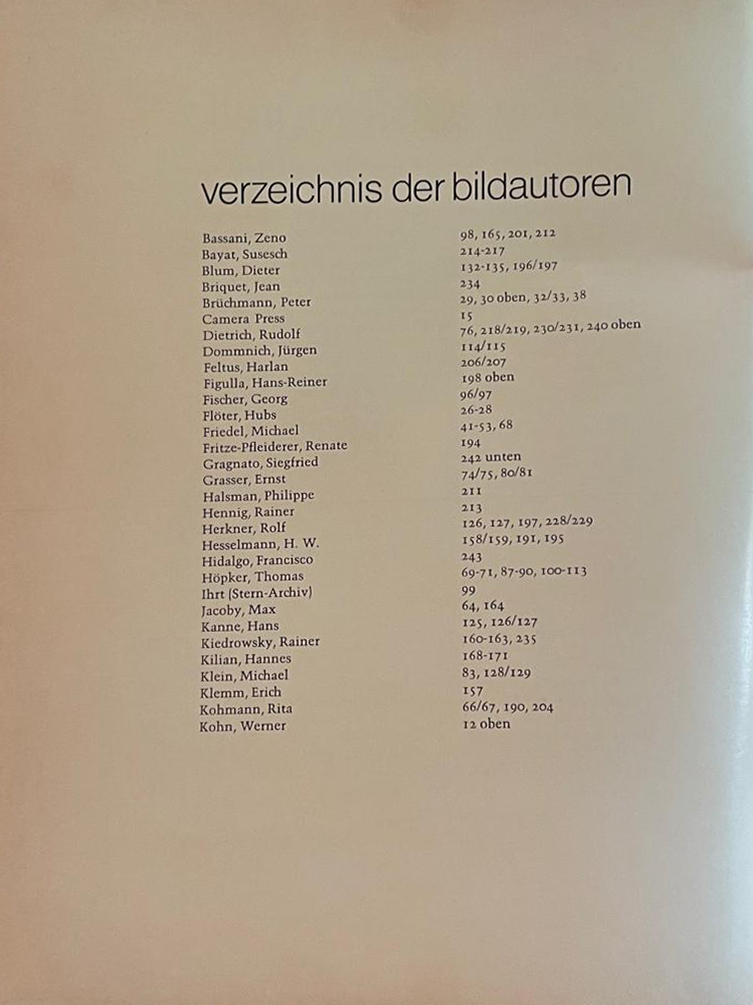 verzeichnis der bildautoren
Bassani, Zeno 98, 165, 201, 212
Bayat, Susesch 214-217
Blum, Dieter 132-135, 196/197
Briquet, Jean 234
Brüchmann, Peter 29, 30 oben, 32/33, 38
Camera Press 15
Dietrich, Rudolf 76, 218/219, 230/231, 240 oben
Dommnich, Jürgen 114/115
Feltus, Harlan 206/207
Figulla, Hans-Reiner 198 oben
Fischer, Georg 96/97
Flöter, Hubs 26-28
Friedel, Michael 41-53, 68
Fritze-Pfleiderer, Renate 194
Gragnato, Siegfried 242 unten
Grasser, Ernst 74/75, 80/81
Halsman, Philippe 211
Hennig, Rainer 213
Herkner, Rolf 126, 127, 197, 228/229
Hesselmann, H. W. 158/159, 191, 195
Hidalgo, Francisco 243
Höpker, Thomas 69-71, 87-90, 100-113
Ihrt (Stern-Archiv) 99
Jacoby, Max 64, 164
Kanne, Hans 125, 126/127
Kiedrowsky, Rainer 160-163, 235
Kilian, Hannes 168-171
Klein, Michael 83, 128/129
Klemm, Erich 157
Kohmann, Rita 66/67, 190, 204
Kohn, Werner 12 oben